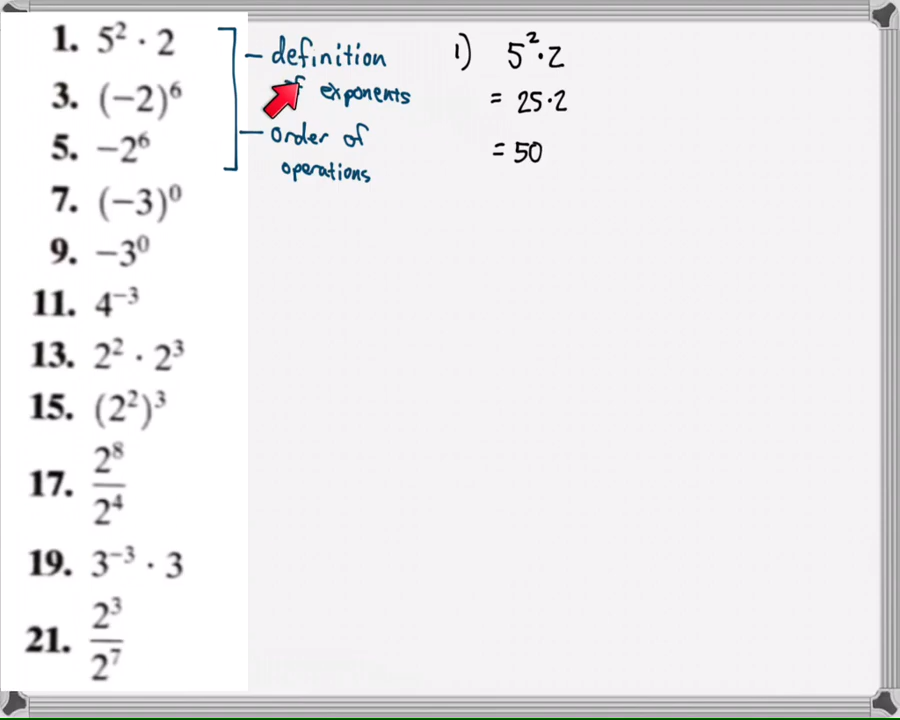 1. 5² · 2
3. (−2)⁶
5. −2⁶
7. (−3)⁰
9. −3⁰
11. 4⁻³
13. 2² · 2³
15. (2²)³
17. 2⁸/2⁴
19. 3⁻³ · 3
21. 2³/2⁷
– definition
of exponents
– order of
operations
1) 5²·2
= 25·2
= 50